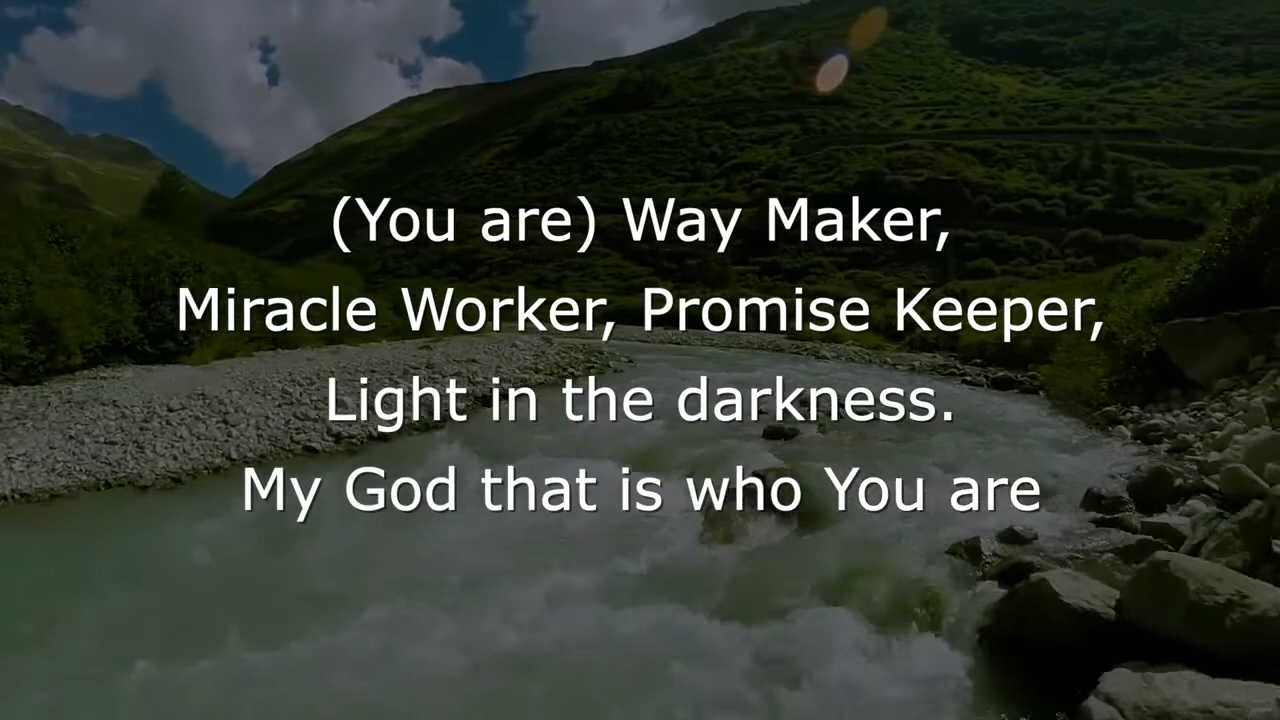 (You are) Way Maker,
Miracle Worker, Promise Keeper,
Light in the darkness.
My God that is who You are